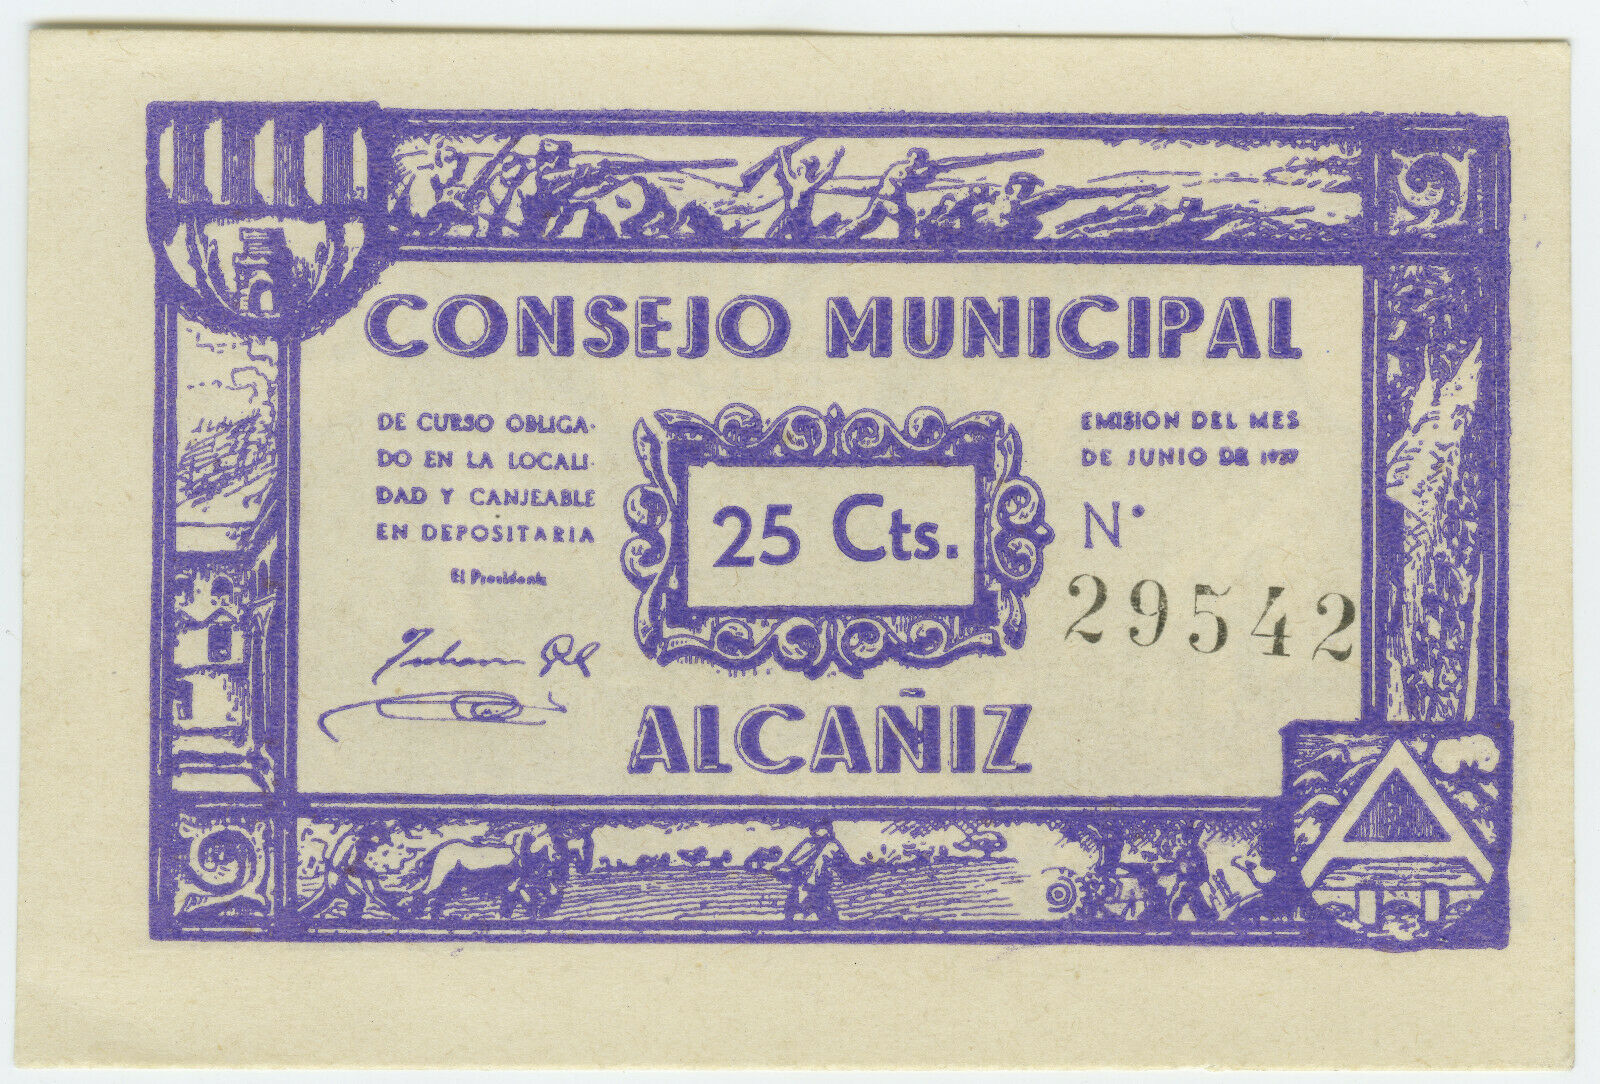 CONSEJO MUNICIPAL
DE CURSO OBLIGA-
DO EN LA LOCALI-
DAD Y CANJEABLE
EN DEPOSITARIA
El Presidente
25 Cts.
EMISION DEL MES
DE JUNIO DE 1937
N°
29542
ALCAÑIZ